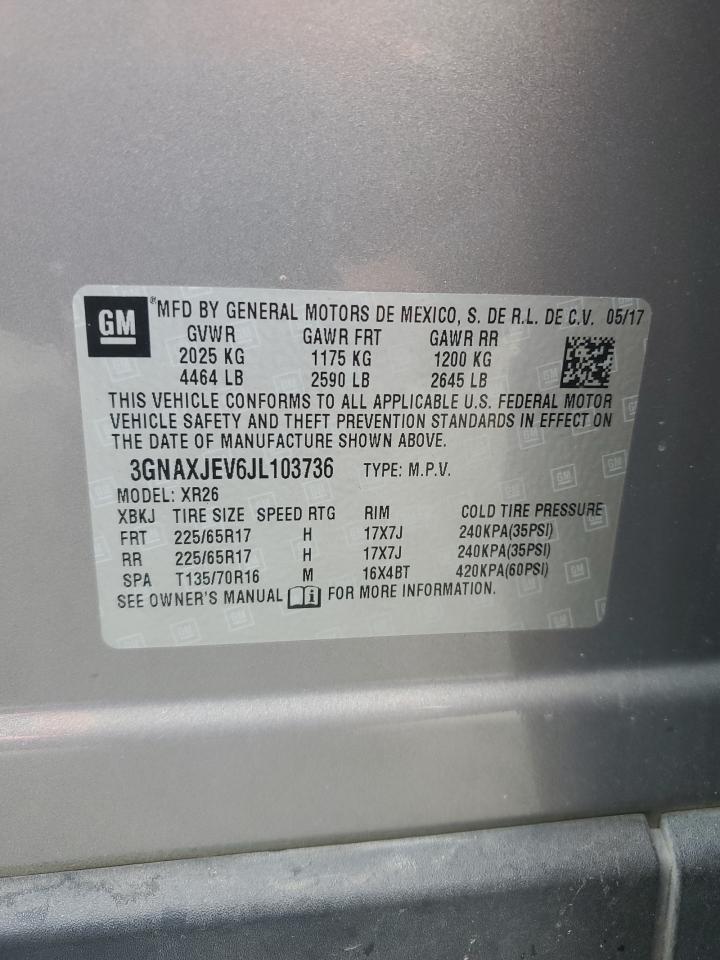 GM ®MFD BY GENERAL MOTORS DE MEXICO, S. DE R.L. DE C.V. 05/17
GVWR GAWR FRT GAWR RR
2025 KG 1175 KG 1200 KG
4464 LB 2590 LB 2645 LB
THIS VEHICLE CONFORMS TO ALL APPLICABLE U.S. FEDERAL MOTOR
VEHICLE SAFETY AND THEFT PREVENTION STANDARDS IN EFFECT ON
THE DATE OF MANUFACTURE SHOWN ABOVE.
3GNAXJEV6JL103736 TYPE: M.P.V.
MODEL: XR26
XBKJ TIRE SIZE SPEED RTG RIM COLD TIRE PRESSURE
FRT 225/65R17 H 17X7J 240KPA(35PSI)
RR 225/65R17 H 17X7J 240KPA(35PSI)
SPA T135/70R16 M 16X4BT 420KPA(60PSI)
SEE OWNER'S MANUAL i FOR MORE INFORMATION.